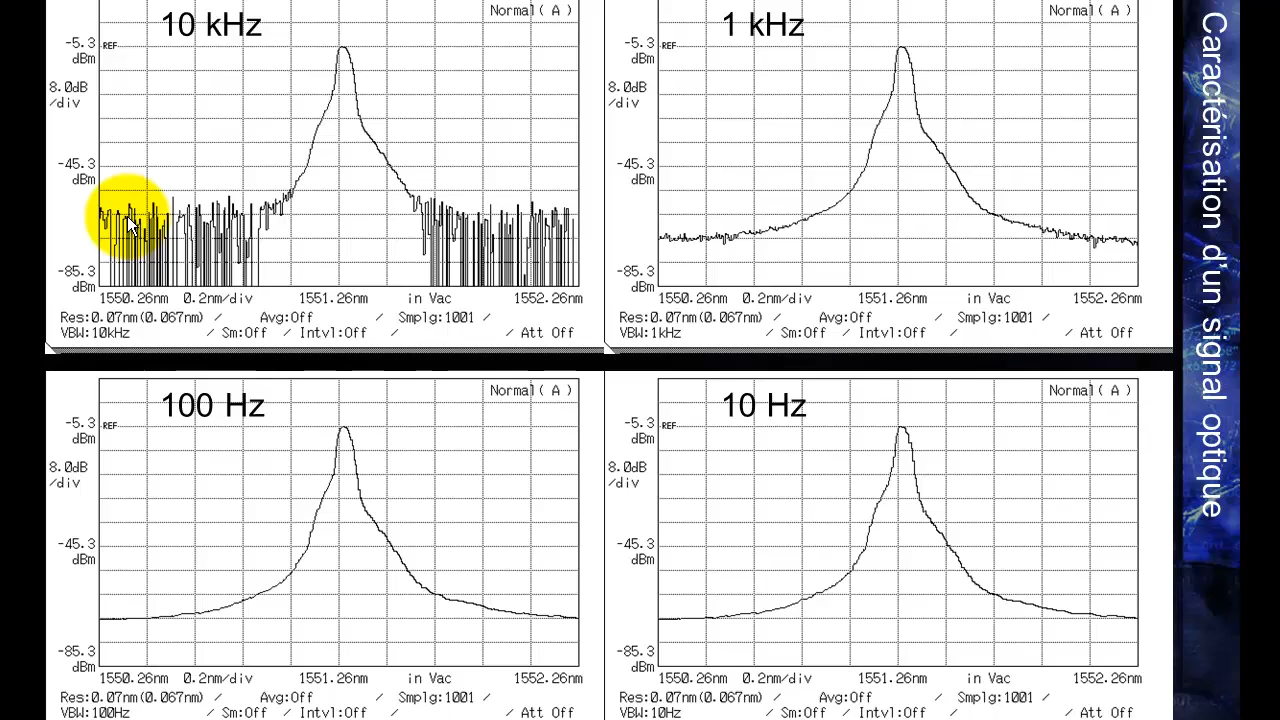 10 kHz
Normal( A )
-5.3
dBm
REF
8.0dB
/div
-45.3
dBm
-85.3
dBm
1550.26nm 0.2nm/div 1551.26nm in Vac 1552.26nm
Res:0.07nm(0.067nm) / Avg:Off / Smplg:1001 /
VBW:10kHz / Sm:Off / Intvl:Off / Att Off
1 kHz
Normal( A )
-5.3
dBm
REF
8.0dB
/div
-45.3
dBm
-85.3
dBm
1550.26nm 0.2nm/div 1551.26nm in Vac 1552.26nm
Res:0.07nm(0.067nm) / Avg:Off / Smplg:1001 /
VBW:1kHz / Sm:Off / Intvl:Off / Att Off
100 Hz
Normal( A )
-5.3
dBm
REF
8.0dB
/div
-45.3
dBm
-85.3
dBm
1550.26nm 0.2nm/div 1551.26nm in Vac 1552.26nm
Res:0.07nm(0.067nm) / Avg:Off / Smplg:1001 /
VBW:100Hz / Sm:Off / Intvl:Off / Att Off
10 Hz
Normal( A )
-5.3
dBm
REF
8.0dB
/div
-45.3
dBm
-85.3
dBm
1550.26nm 0.2nm/div 1551.26nm in Vac 1552.26nm
Res:0.07nm(0.067nm) / Avg:Off / Smplg:1001 /
VBW:10Hz / Sm:Off / Intvl:Off / Att Off
Caractérisation d'un signal optique